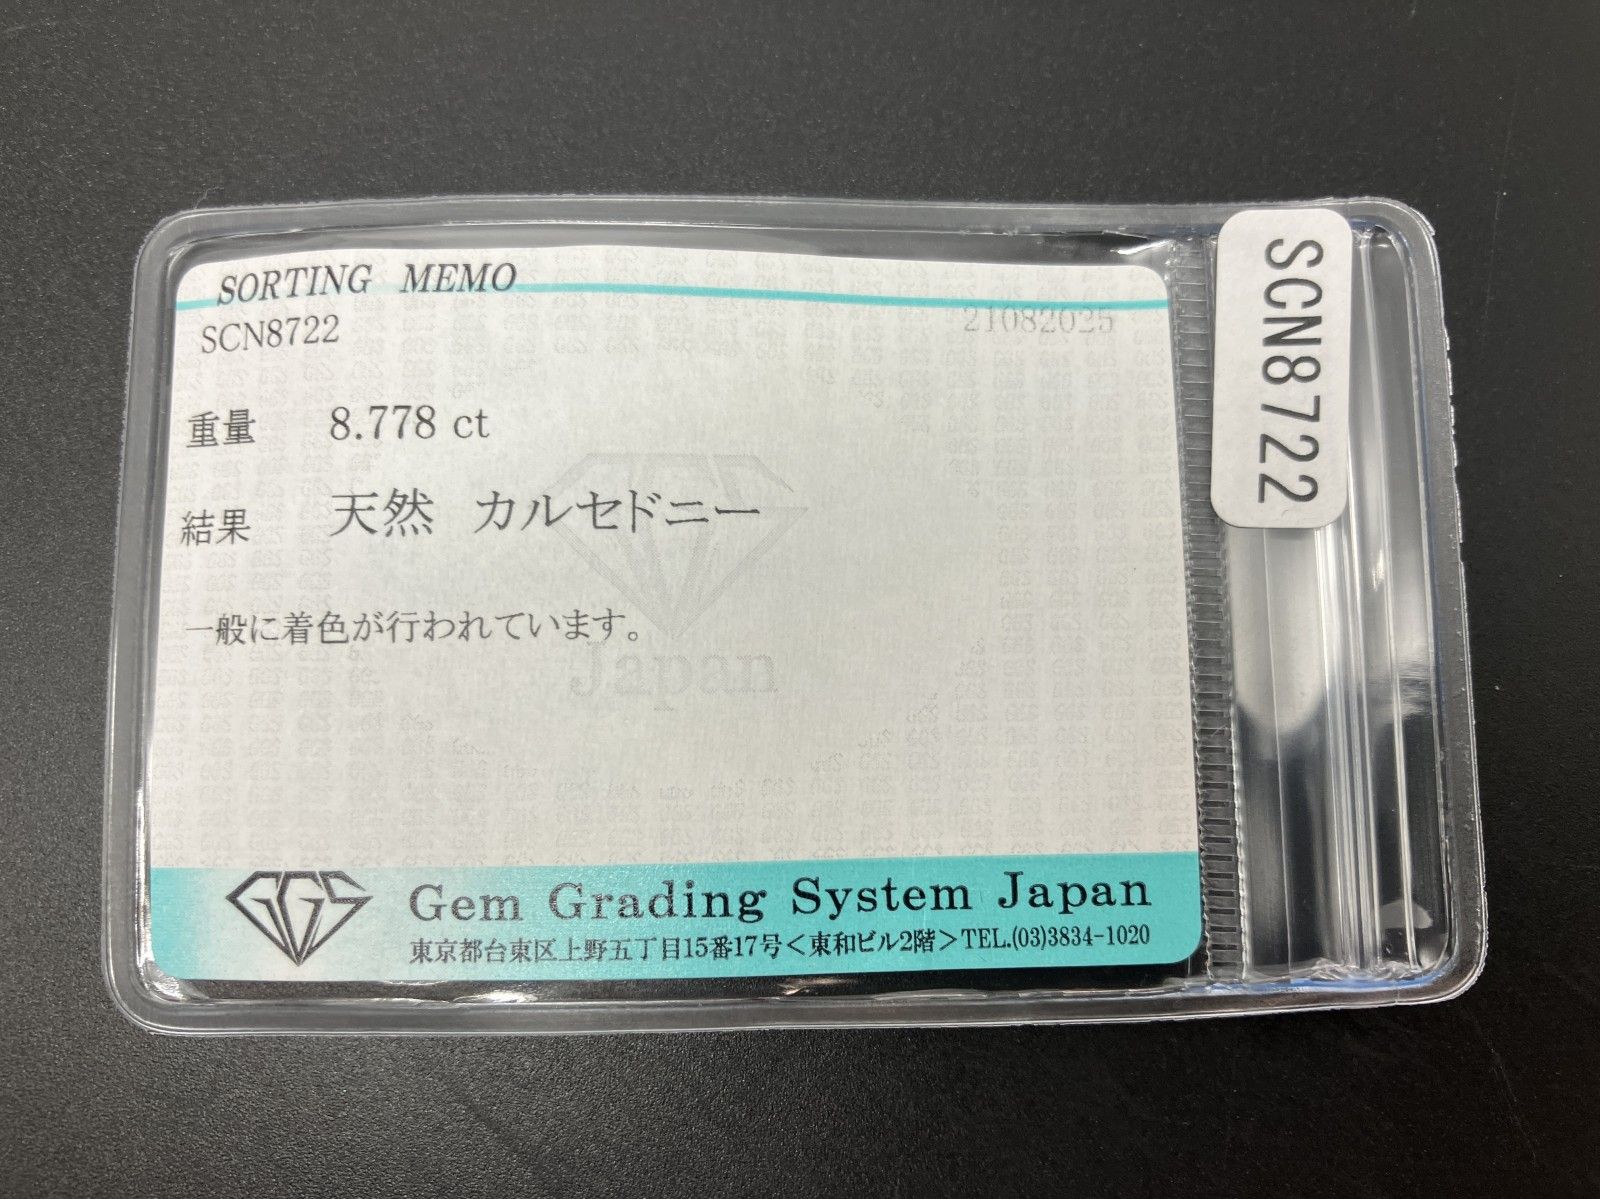 SORTING MEMO
SCN8722
21082025
重量 8.778 ct
結果 天然 カルセドニー
一般に着色が行われています。
Japan
GGS Gem Grading System Japan
東京都台東区上野五丁目15番17号<東和ビル2階>TEL.(03)3834-1020
SCN8722